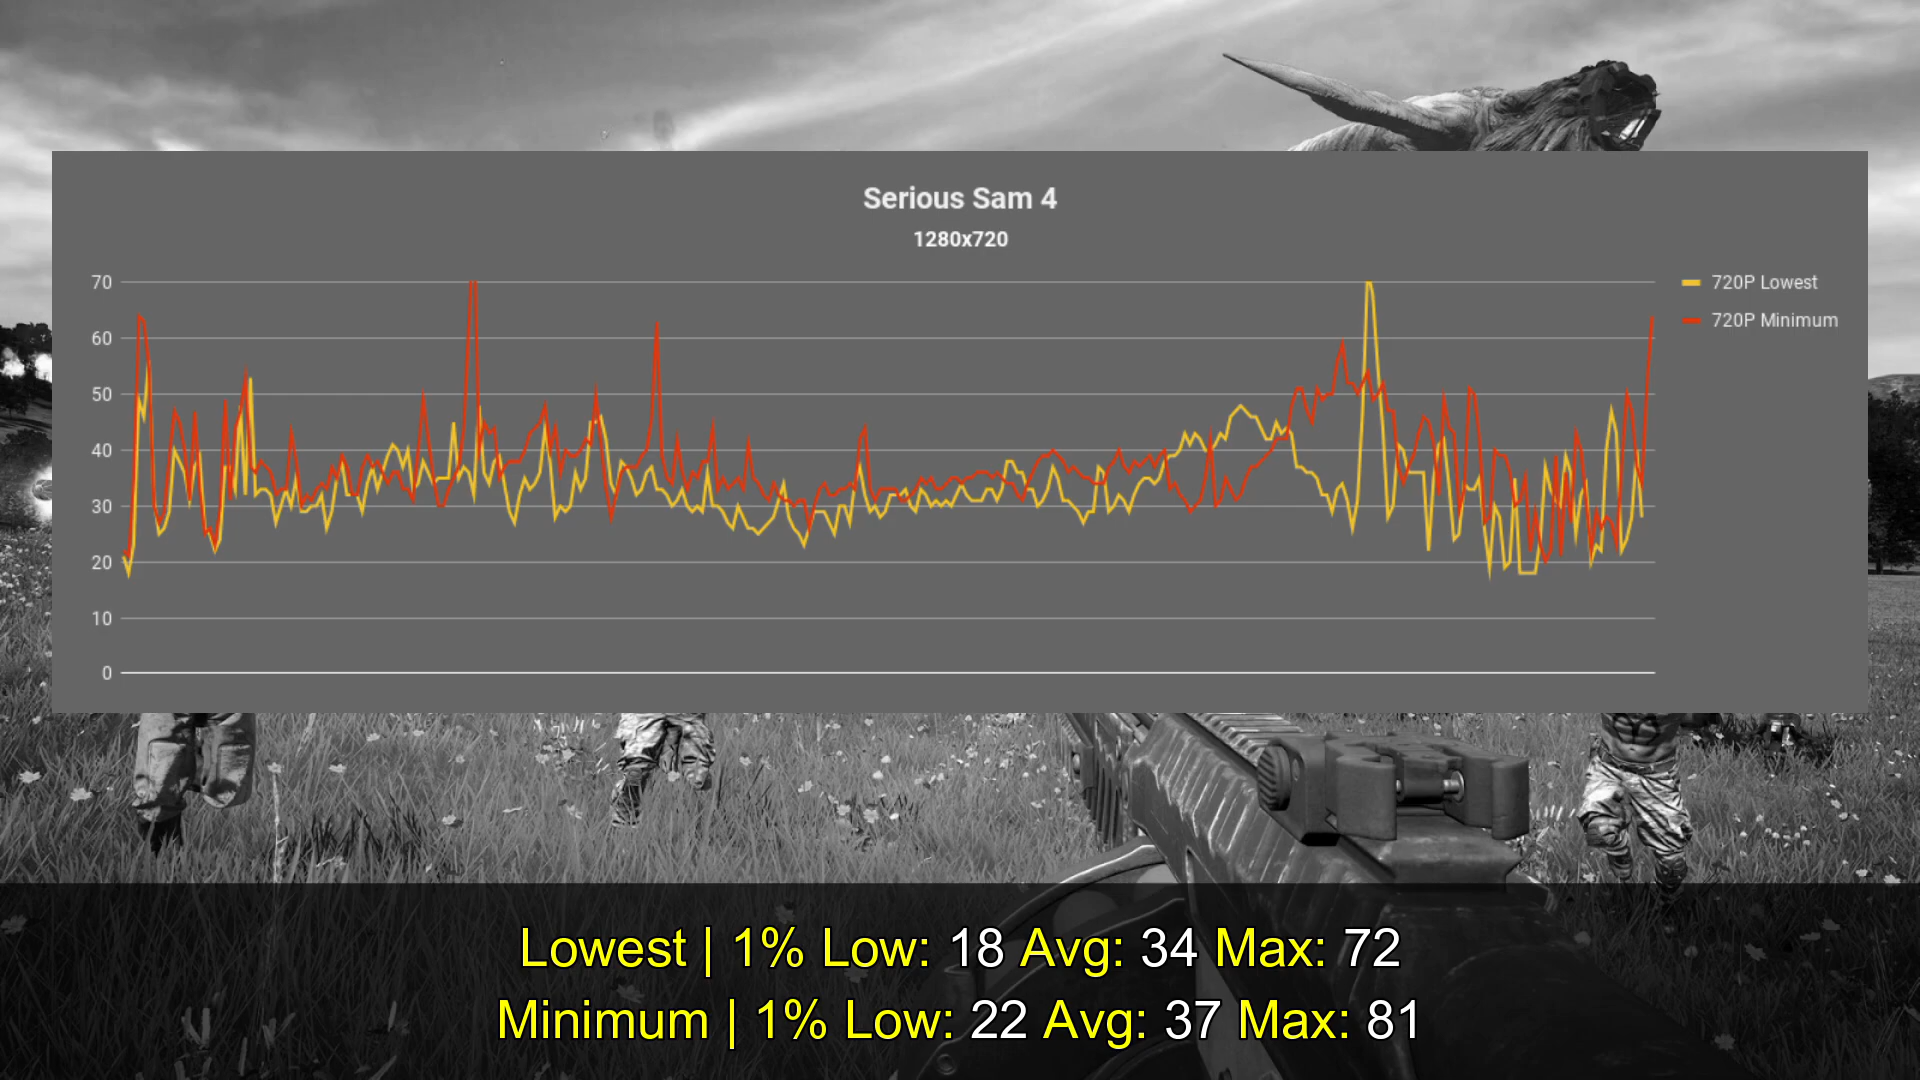 Serious Sam 4
1280x720
70
60
50
40
30
20
10
0
720P Lowest
720P Minimum
Lowest | 1% Low: 18 Avg: 34 Max: 72
Minimum | 1% Low: 22 Avg: 37 Max: 81